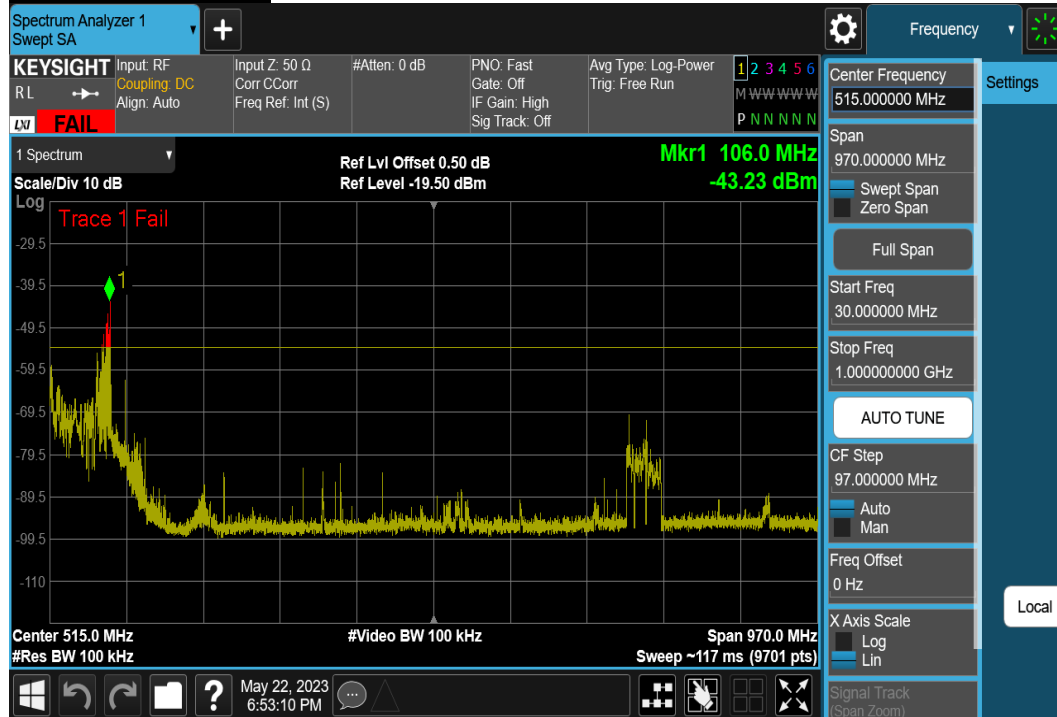 Spectrum Analyzer 1
Swept SA
+
Frequency
KEYSIGHT
RL
LXI
FAIL
Input: RF
Coupling: DC
Align: Auto
Input Z: 50 Ω
Corr CCorr
Freq Ref: Int (S)
#Atten: 0 dB
PNO: Fast
Gate: Off
IF Gain: High
Sig Track: Off
Avg Type: Log-Power
Trig: Free Run
1 2 3 4 5 6
M W W W W W
P N N N N N
1 Spectrum
Scale/Div 10 dB
Log
Ref Lvl Offset 0.50 dB
Ref Level -19.50 dBm
Mkr1 106.0 MHz
-43.23 dBm
Trace 1 Fail
1
-29.5
-39.5
-49.5
-59.5
-69.5
-79.5
-89.5
-99.5
-110
Center 515.0 MHz
#Res BW 100 kHz
#Video BW 100 kHz
Span 970.0 MHz
Sweep ~117 ms (9701 pts)
Center Frequency
515.000000 MHz
Span
970.000000 MHz
Swept Span
Zero Span
Full Span
Start Freq
30.000000 MHz
Stop Freq
1.000000000 GHz
AUTO TUNE
CF Step
97.000000 MHz
Auto
Man
Freq Offset
0 Hz
X Axis Scale
Log
Lin
Signal Track
(Span Zoom)
Settings
Local
?
May 22, 2023
6:53:10 PM